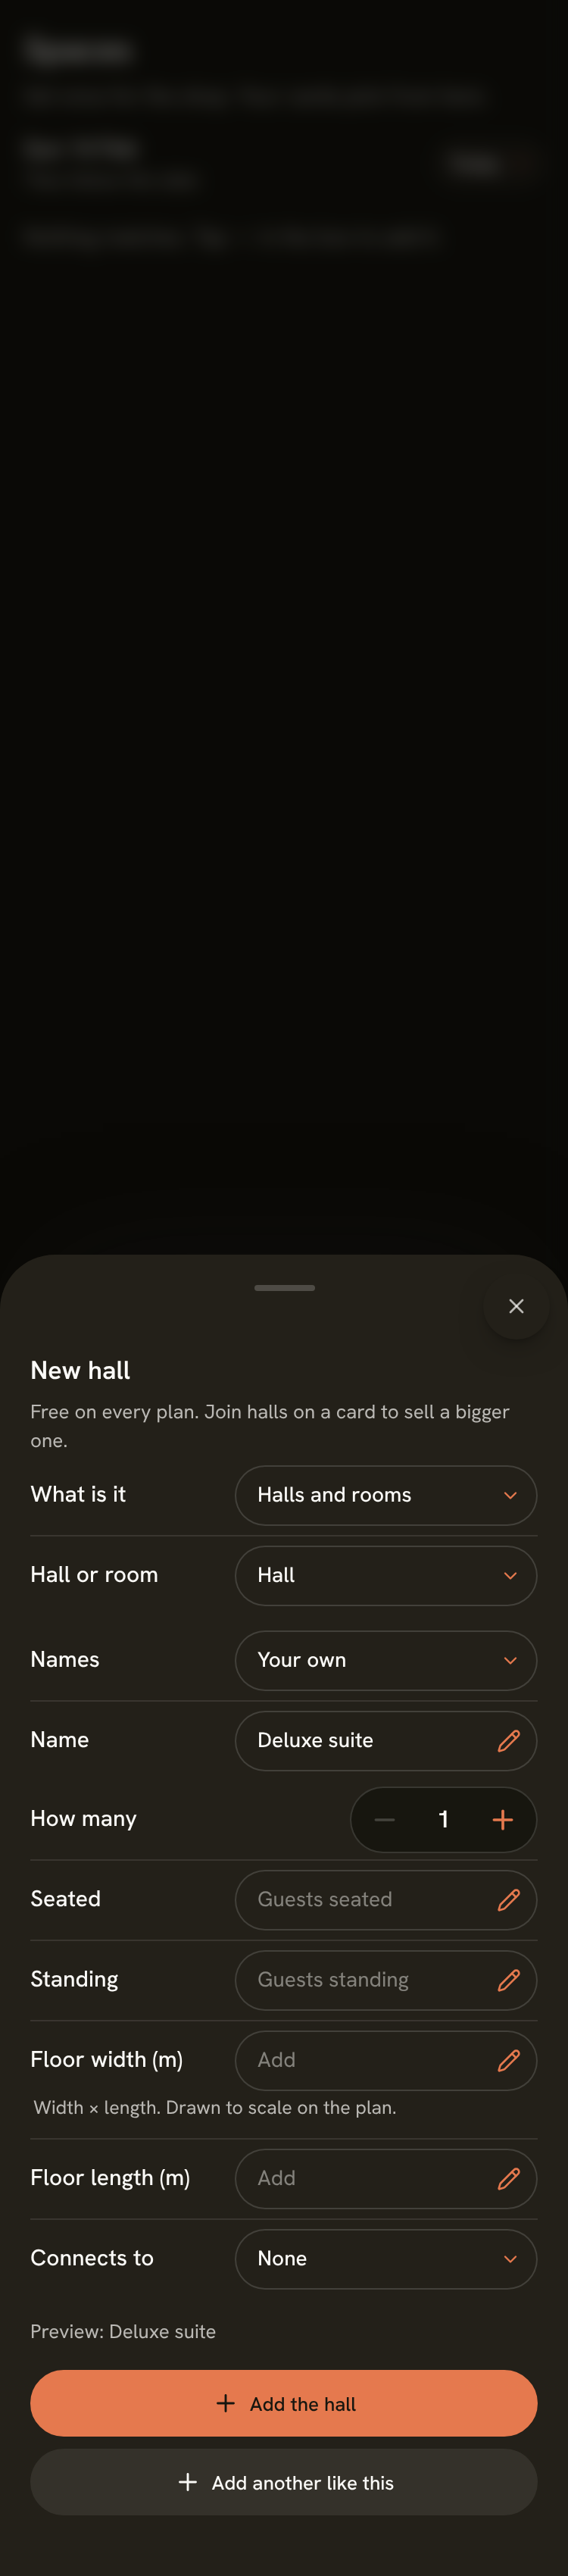 Spaces
New hall
Free on every plan. Join halls on a card to sell a bigger
one.
What is it
Halls and rooms
Hall or room
Hall
Names
Your own
Name
Deluxe suite
How many
1
Seated
Guests seated
Standing
Guests standing
Floor width (m)
Add
Width × length. Drawn to scale on the plan.
Floor length (m)
Add
Connects to
None
Preview: Deluxe suite
Add the hall
Add another like this